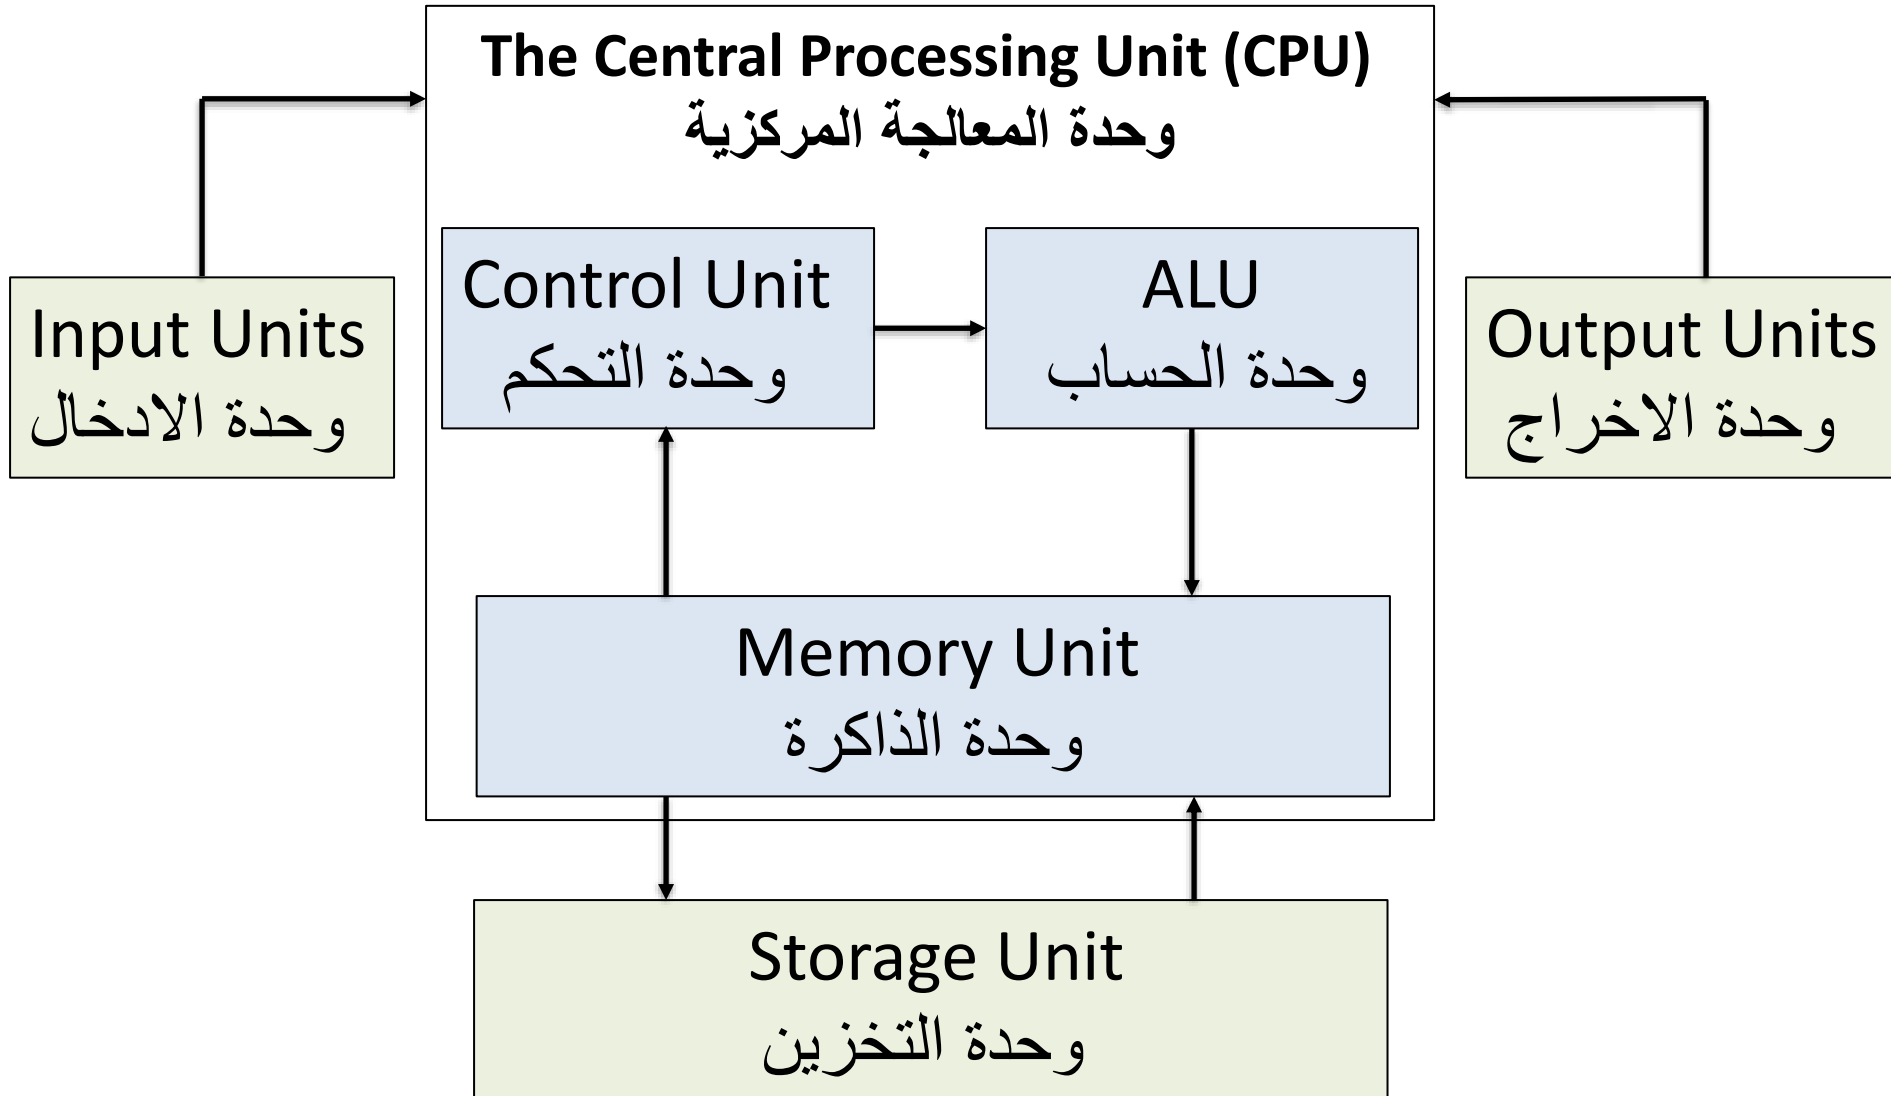 The Central Processing Unit (CPU)
وحدة المعالجة المركزية
Input Units
وحدة الادخال
Control Unit
وحدة التحكم
ALU
وحدة الحساب
Output Units
وحدة الاخراج
Memory Unit
وحدة الذاكرة
Storage Unit
وحدة التخزين